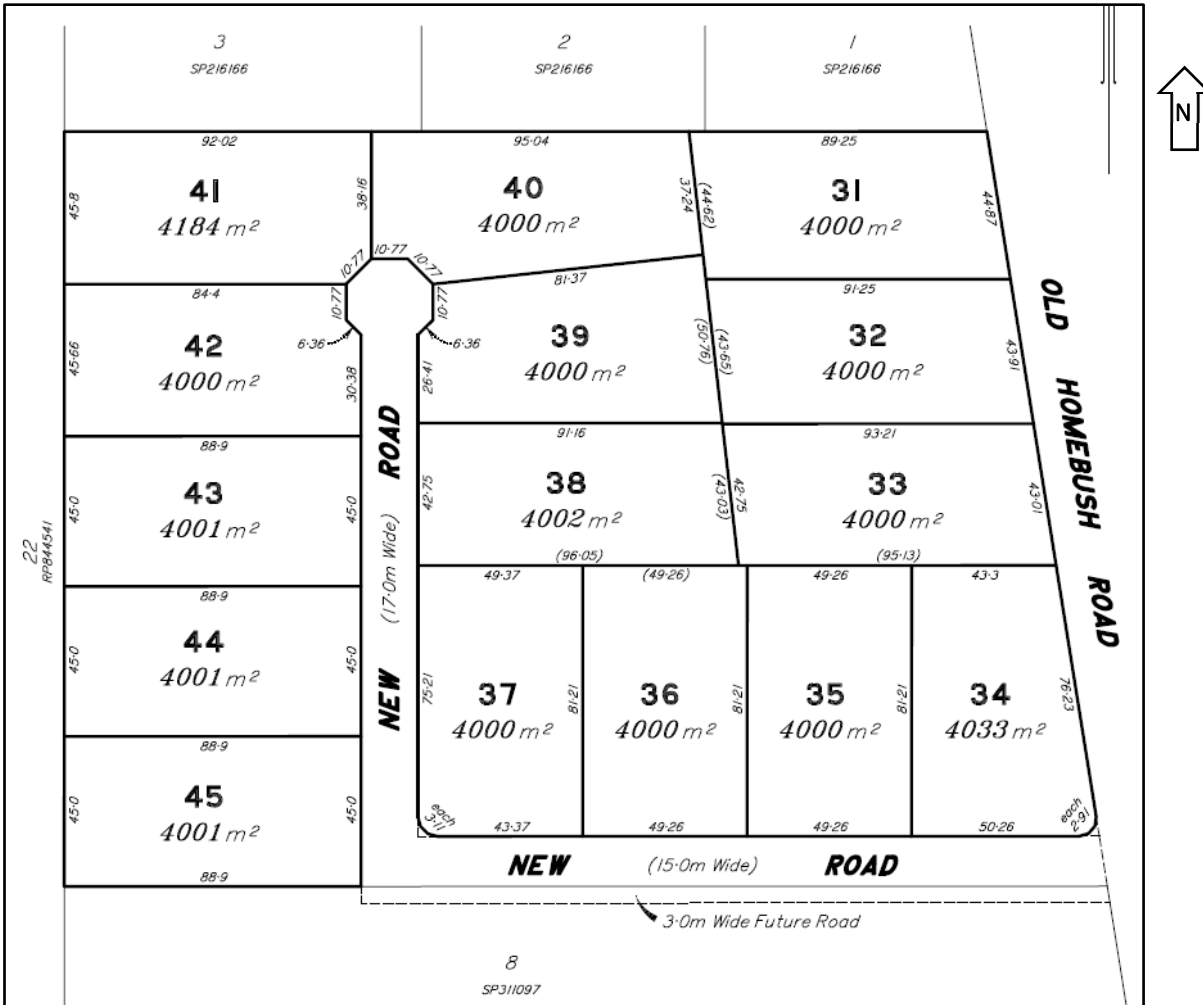 3
SP216166
2
SP216166
1
SP216166
N
92·02
95·04
89·25
45·8
41
4184 m²
38·16
40
4000 m²
37·24
(44·62)
31
4000 m²
44·87
10·77
10·77
10·77
84·4
10·77
10·77
81·37
91·25
OLD HOMEBUSH ROAD
45·66
42
4000 m²
6·36
6·36
30·38
26·41
39
4000 m²
(50·76)
(43·65)
32
4000 m²
43·91
88·9
91·16
93·21
45·0
43
4001 m²
45·0
NEW ROAD
(17·0m Wide)
42·75
38
4002 m²
(43·03)
42·75
33
4000 m²
43·01
22
RP844541
(96·05)
(95·13)
88·9
49·37
(49·26)
49·26
43·3
45·0
44
4001 m²
45·0
75·21
37
4000 m²
81·21
36
4000 m²
81·21
35
4000 m²
81·21
34
4033 m²
76·23
88·9
45·0
45
4001 m²
45·0
each
3·11
43·37
49·26
49·26
50·26
each
2·91
88·9
NEW (15·0m Wide) ROAD
3·0m Wide Future Road
8
SP311097